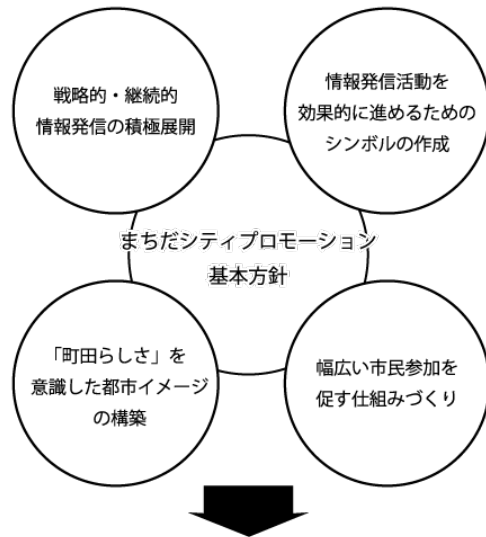 戦略的・継続的
情報発信の積極展開
情報発信活動を
効果的に進めるための
シンボルの作成
まちだシティプロモーション
基本方針
「町田らしさ」を
意識した都市イメージ
の構築
幅広い市民参加を
促す仕組みづくり